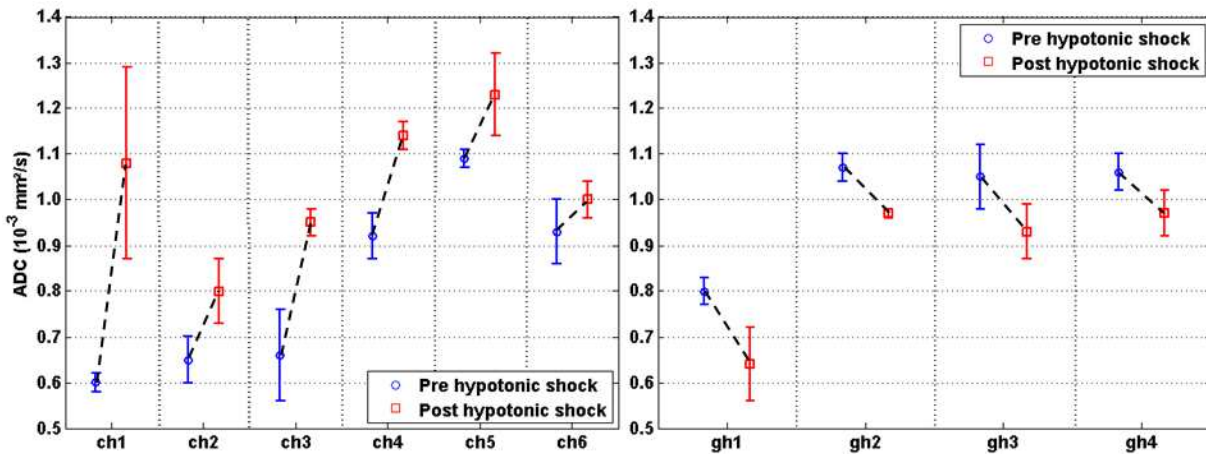 1.4
1.3
1.2
1.1
1.0
0.9
0.8
0.7
0.6
0.5
ADC (10⁻³ mm²/s)
ch1 ch2 ch3 ch4 ch5 ch6
Pre hypotonic shock
Post hypotonic shock
1.4
1.3
1.2
1.1
1.0
0.9
0.8
0.7
0.6
0.5
gh1 gh2 gh3 gh4
Pre hypotonic shock
Post hypotonic shock